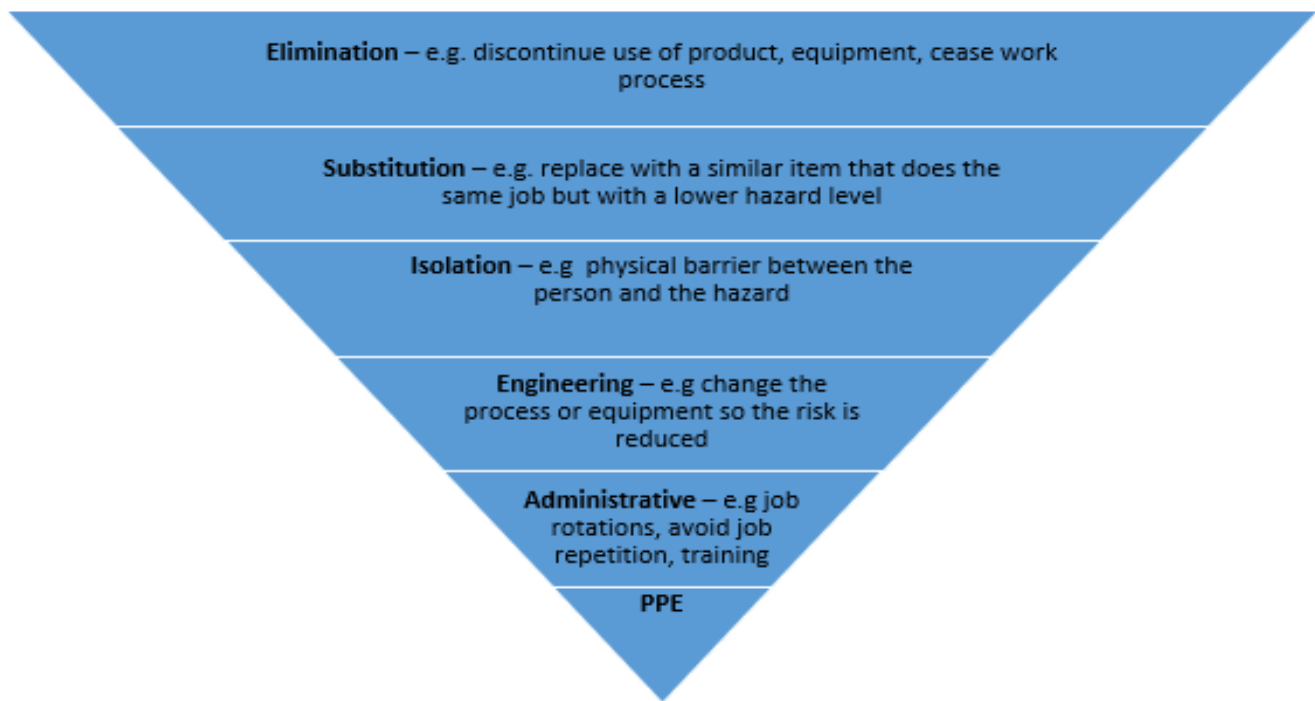 Elimination – e.g. discontinue use of product, equipment, cease work
process
Substitution – e.g. replace with a similar item that does the
same job but with a lower hazard level
Isolation – e.g  physical barrier between the
person and the hazard
Engineering – e.g change the
process or equipment so the risk is
reduced
Administrative – e.g job
rotations, avoid job
repetition, training
PPE